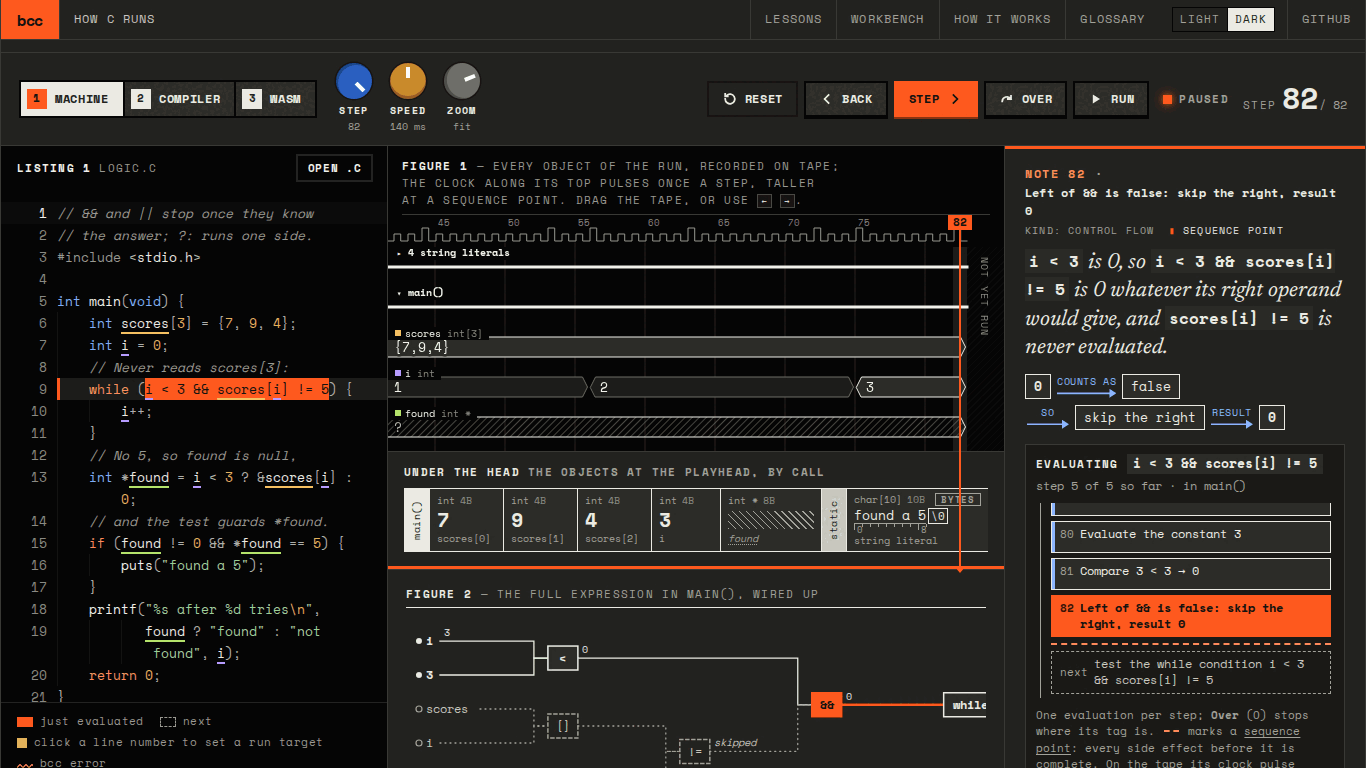 bcc HOW C RUNS LESSONS WORKBENCH HOW IT WORKS GLOSSARY LIGHT DARK GITHUB
1 MACHINE 2 COMPILER 3 WASM
STEP SPEED ZOOM
82 140 ms fit
RESET BACK STEP OVER RUN PAUSED STEP 82 / 82
LISTING 1 LOGIC.C OPEN .C
1 // && and || stop once they know
2 // the answer; ?: runs one side.
3 #include <stdio.h>
4
5 int main(void) {
6 int scores[3] = {7, 9, 4};
7 int i = 0;
8 // Never reads scores[3]:
9 while (i < 3 && scores[i] != 5) {
10 i++;
11 }
12 // No 5, so found is null,
13 int *found = i < 3 ? &scores[i] :
0;
14 // and the test guards *found.
15 if (found != 0 && *found == 5) {
16 puts("found a 5");
17 }
18 printf("%s after %d tries\n",
19 found ? "found" : "not
found", i);
20 return 0;
21 }
just evaluated next
click a line number to set a run target
bcc error
FIGURE 1 — EVERY OBJECT OF THE RUN, RECORDED ON TAPE;
THE CLOCK ALONG ITS TOP PULSES ONCE A STEP, TALLER
AT A SEQUENCE POINT. DRAG THE TAPE, OR USE ← →.
45 50 55 60 65 70 75 82
4 string literals
main()
NOT YET RUN
scores int[3]
{7,9,4}
i int
1 2 3
found int *
?
UNDER THE HEAD THE OBJECTS AT THE PLAYHEAD, BY CALL
main()
int 4B int 4B int 4B int 4B int * 8B
7 9 4 3
scores[0] scores[1] scores[2] i found
static
char[10] 10B BYTES
found a 5\0
0 8
string literal
FIGURE 2 — THE FULL EXPRESSION IN MAIN(), WIRED UP
i 3
3
< 0
scores
i
[]
!= skipped
&& 0
while
NOTE 82 ·
Left of && is false: skip the right, result
0
KIND: CONTROL FLOW SEQUENCE POINT
i < 3 is 0, so i < 3 && scores[i]
!= 5 is 0 whatever its right operand
would give, and scores[i] != 5 is
never evaluated.
0 COUNTS AS false
SO skip the right RESULT 0
EVALUATING i < 3 && scores[i] != 5
step 5 of 5 so far · in main()
80 Evaluate the constant 3
81 Compare 3 < 3 → 0
82 Left of && is false: skip the
right, result 0
next test the while condition i < 3
&& scores[i] != 5
One evaluation per step; Over (O) stops
where its tag is. -- marks a sequence
point: every side effect before it is
complete. On the tape its clock pulse